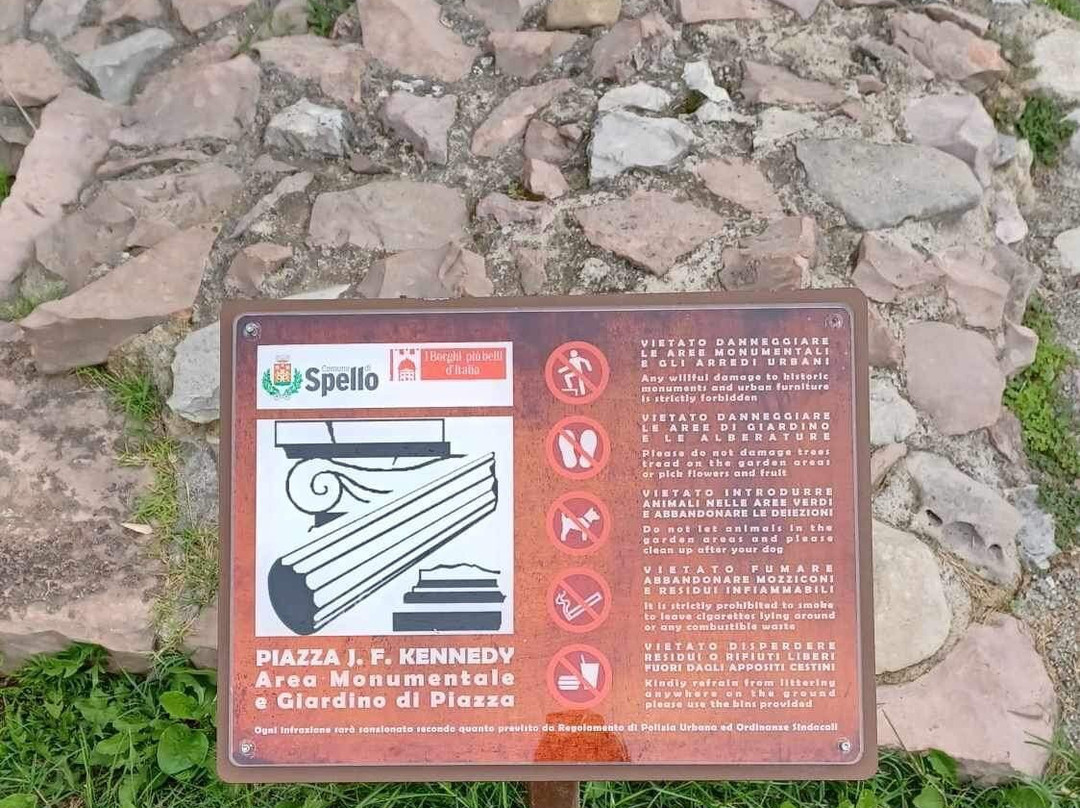 Comune di
Spello
I Borghi più belli
d'Italia
PIAZZA J. F. KENNEDY
Area Monumentale
e Giardino di Piazza
VIETATO DANNEGGIARE
LE AREE MONUMENTALI
E GLI ARREDI URBANI
Any willful damage to historic
monuments and urban furniture
is strictly forbidden
VIETATO DANNEGGIARE
LE AREE DI GIARDINO
E LE ALBERATURE
Please do not damage trees
tread on the garden areas
or pick flowers and fruit
VIETATO INTRODURRE
ANIMALI NELLE AREE VERDI
E ABBANDONARE LE DEIEZIONI
Do not let animals in the
garden areas and please
clean up after your dog
VIETATO FUMARE
ABBANDONARE MOZZICONI
E RESIDUI INFIAMMABILI
It is strictly prohibited to smoke
to leave cigarettes lying around
or any combustible waste
VIETATO DISPERDERE
RESIDUI O RIFIUTI LIBERI
FUORI DAGLI APPOSITI CESTINI
Kindly refrain from littering
anywhere on the ground
please use the bins provided
Ogni infrazione sarà sanzionata secondo quanto previsto da Regolamento di Polizia Urbana ed Ordinanze Sindacali